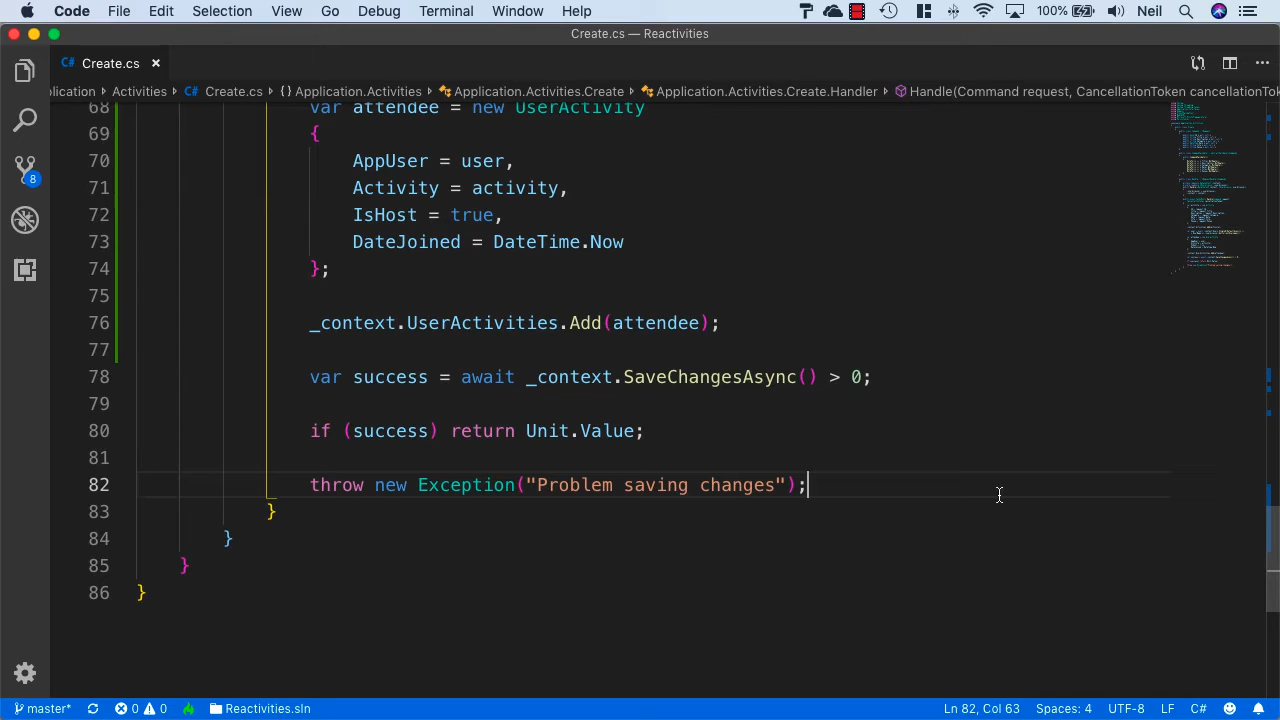 Code File Edit Selection View Go Debug Terminal Window Help 100% Neil
Create.cs — Reactivities
C# Create.cs ×
plication › Activities › C# Create.cs › {} Application.Activities › Application.Activities.Create › Application.Activities.Create.Handler › Handle(Command request, CancellationToken cancellationTok
68 var attendee = new UserActivity
69 {
70 AppUser = user,
71 Activity = activity,
72 IsHost = true,
73 DateJoined = DateTime.Now
74 };
75
76 _context.UserActivities.Add(attendee);
77
78 var success = await _context.SaveChangesAsync() > 0;
79
80 if (success) return Unit.Value;
81
82 throw new Exception("Problem saving changes");
83 }
84 }
85 }
86 }
8
master* 0 0 Reactivities.sln Ln 82, Col 63 Spaces: 4 UTF-8 LF C#